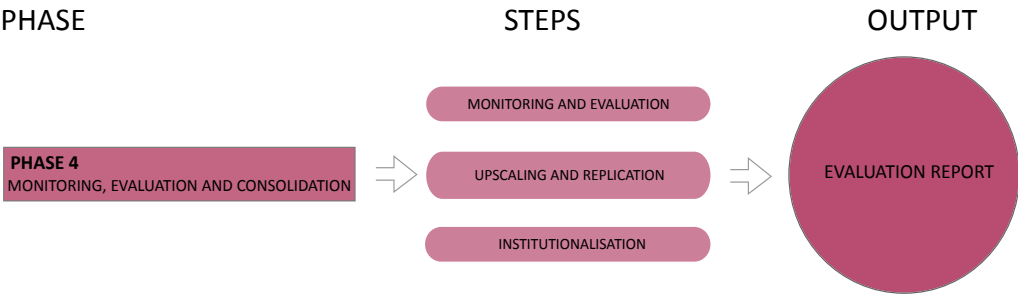 PHASE
STEPS
OUTPUT
PHASE 4
MONITORING, EVALUATION AND CONSOLIDATION
MONITORING AND EVALUATION
UPSCALING AND REPLICATION
INSTITUTIONALISATION
EVALUATION REPORT